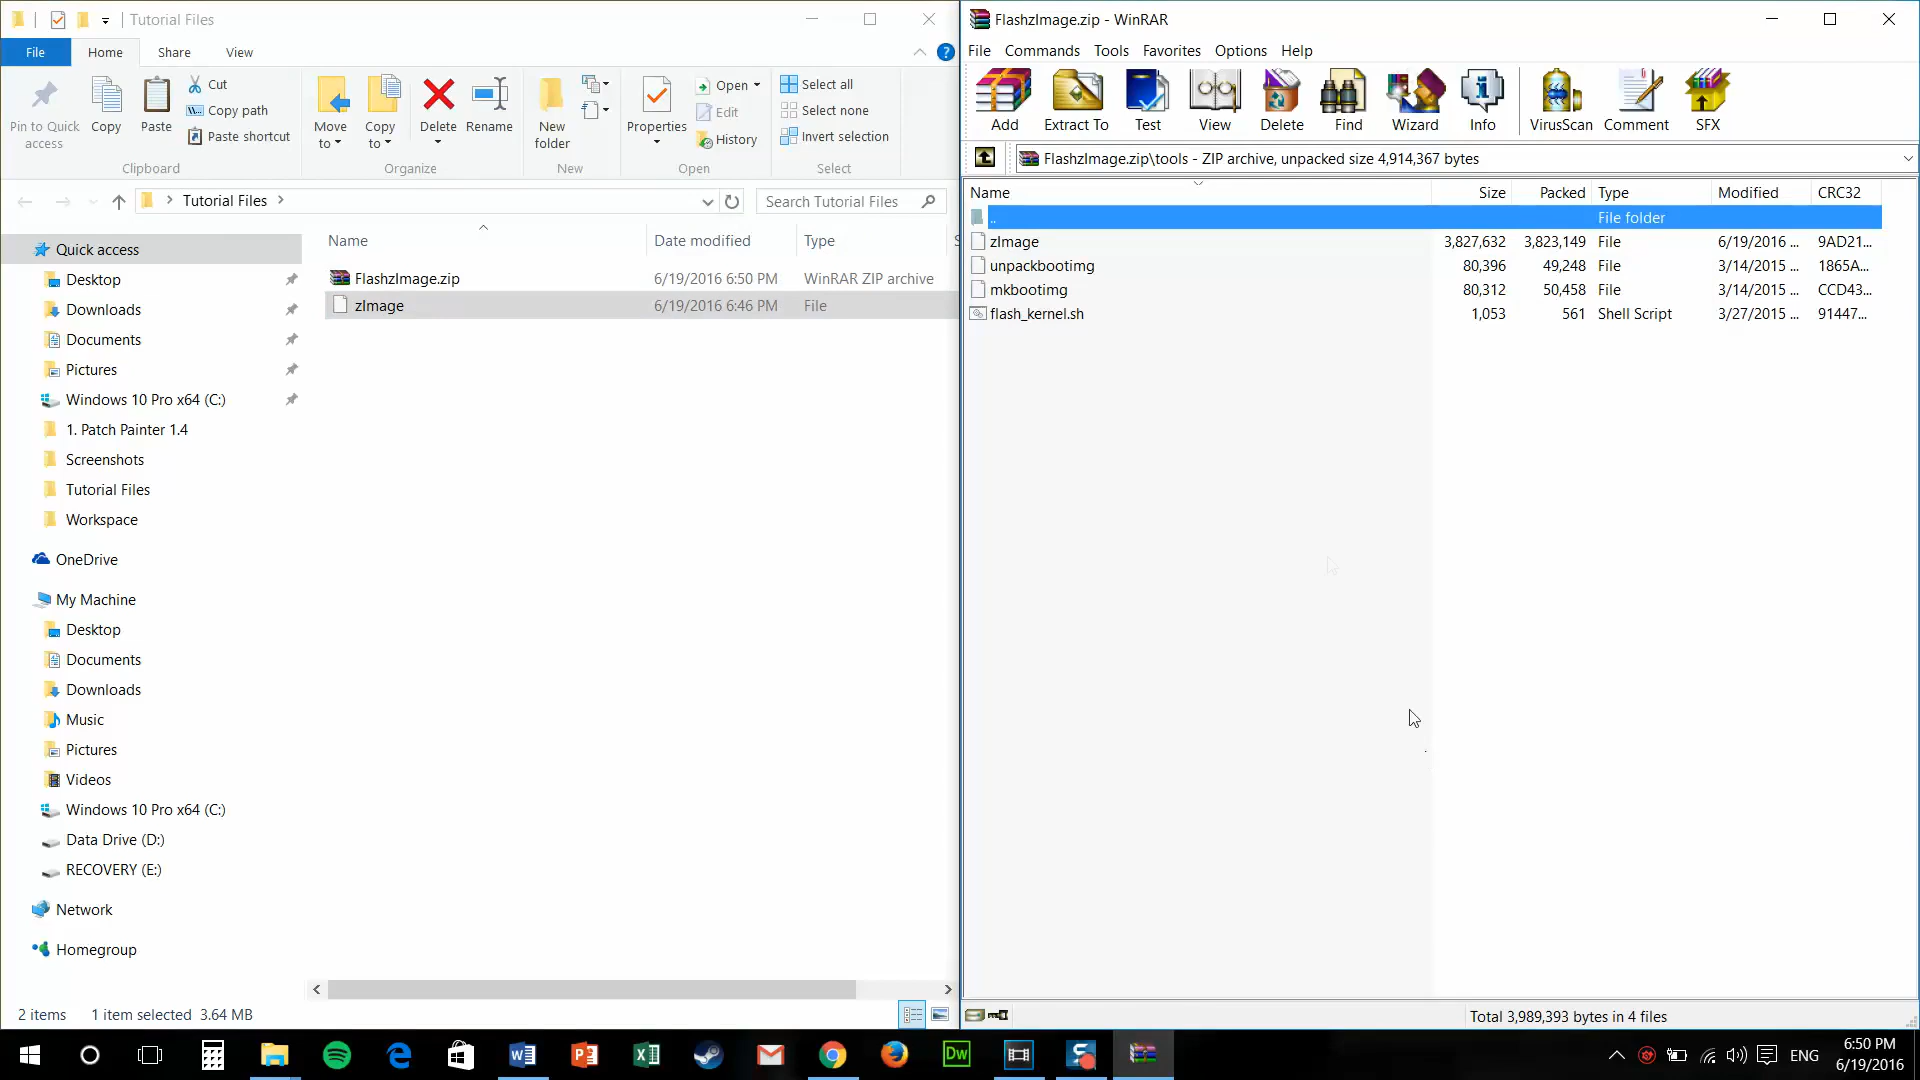 Tutorial Files
File Home Share View
Pin to Quick access
Copy
Paste
Cut
Copy path
Paste shortcut
Clipboard
Move to
Copy to
Delete
Rename
Organize
New folder
New
Properties
Open
Edit
History
Open
Select all
Select none
Invert selection
Select
Tutorial Files
Search Tutorial Files
Name Date modified Type S
FlashzImage.zip 6/19/2016 6:50 PM WinRAR ZIP archive
zImage 6/19/2016 6:46 PM File
Quick access
Desktop
Downloads
Documents
Pictures
Windows 10 Pro x64 (C:)
1. Patch Painter 1.4
Screenshots
Tutorial Files
Workspace
OneDrive
My Machine
Desktop
Documents
Downloads
Music
Pictures
Videos
Windows 10 Pro x64 (C:)
Data Drive (D:)
RECOVERY (E:)
Network
Homegroup
2 items 1 item selected 3.64 MB
FlashzImage.zip - WinRAR
File Commands Tools Favorites Options Help
Add Extract To Test View Delete Find Wizard Info VirusScan Comment SFX
FlashzImage.zip\tools - ZIP archive, unpacked size 4,914,367 bytes
Name Size Packed Type Modified CRC32
.. File folder
zImage 3,827,632 3,823,149 File 6/19/2016 ... 9AD21...
unpackbootimg 80,396 49,248 File 3/14/2015 ... 1865A...
mkbootimg 80,312 50,458 File 3/14/2015 ... CCD43...
flash_kernel.sh 1,053 561 Shell Script 3/27/2015 ... 91447...
Total 3,989,393 bytes in 4 files
Dw
ENG
6:50 PM
6/19/2016